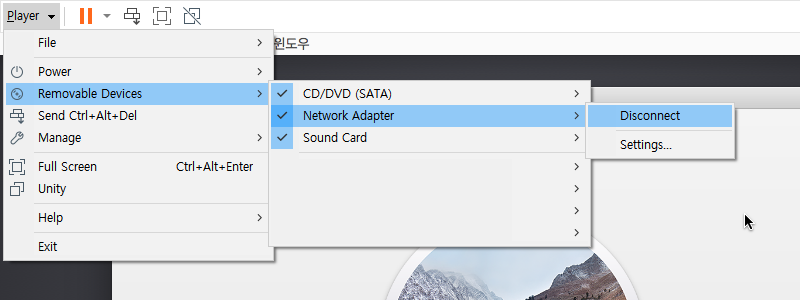 Player
윈도우
File
Power
Removable Devices
Send Ctrl+Alt+Del
Manage
Full Screen Ctrl+Alt+Enter
Unity
Help
Exit
CD/DVD (SATA)
Network Adapter
Sound Card
Disconnect
Settings...